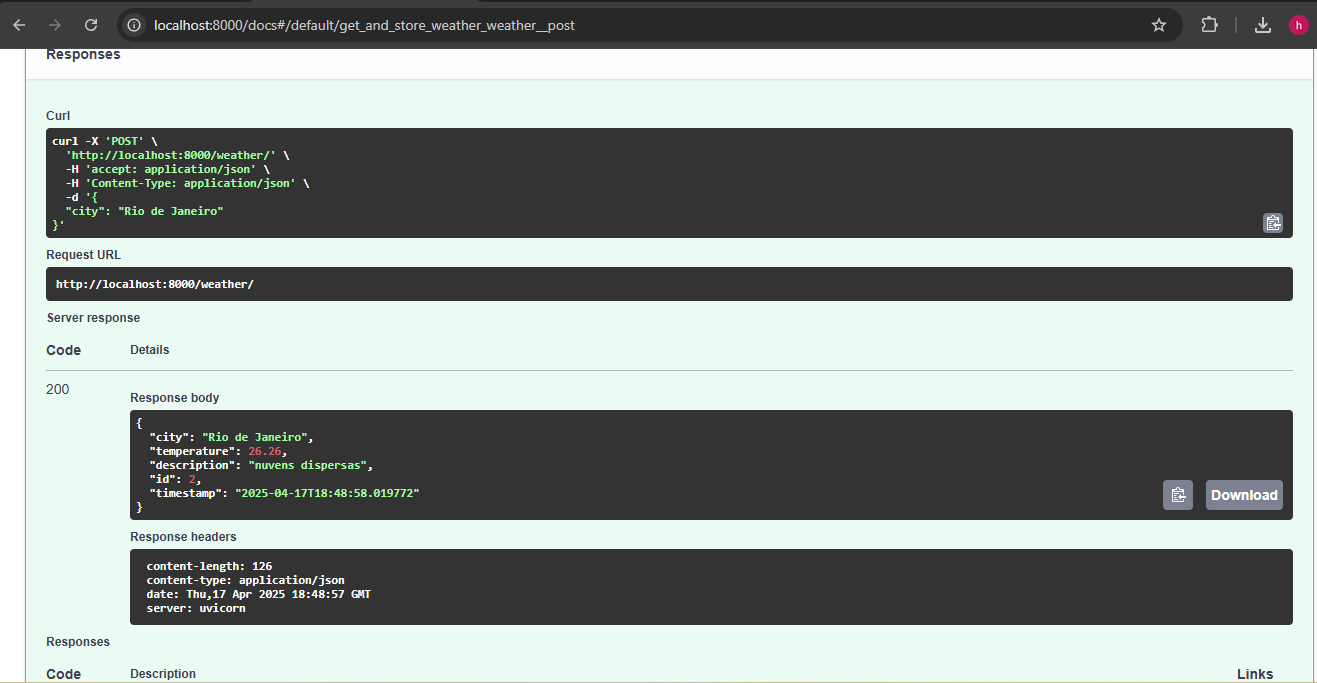 localhost:8000/docs#/default/get_and_store_weather_weather__post
h
Responses
Curl
curl -X 'POST' \
  'http://localhost:8000/weather/' \
  -H 'accept: application/json' \
  -H 'Content-Type: application/json' \
  -d '{
  "city": "Rio de Janeiro"
}'
Request URL
http://localhost:8000/weather/
Server response
Code Details
200
Response body
{
  "city": "Rio de Janeiro",
  "temperature": 26.26,
  "description": "nuvens dispersas",
  "id": 2,
  "timestamp": "2025-04-17T18:48:58.019772"
}
Download
Response headers
content-length: 126
content-type: application/json
date: Thu,17 Apr 2025 18:48:57 GMT
server: uvicorn
Responses
Code Description Links